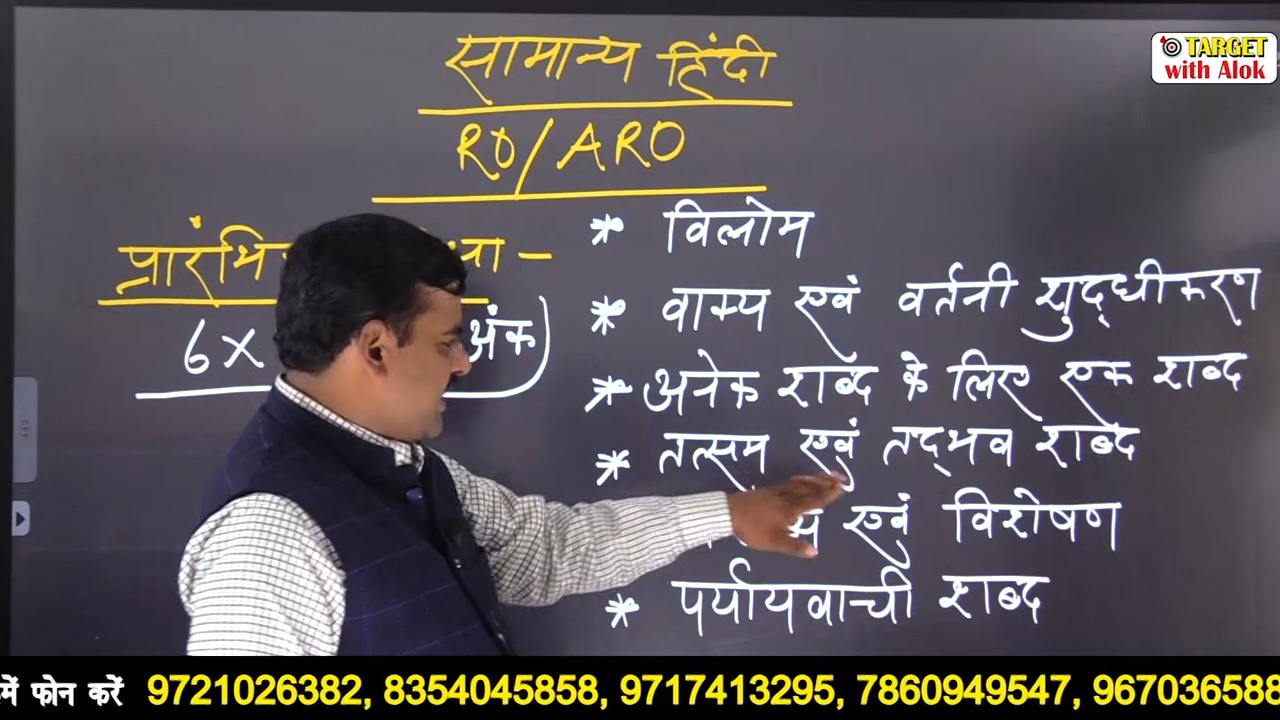 TARGET
with Alok
सामान्य हिंदी
RO/ARO
* विलोम
* वाक्य एवं वर्तनी शुद्धीकरण
* अनेक शब्द के लिए एक शब्द
* तत्सम एवं तद्भव शब्द
एवं विशेषण
* पर्यायवाची शब्द
6 X अंक)
फोन करें 9721026382, 8354045858, 9717413295, 7860949547, 967036588